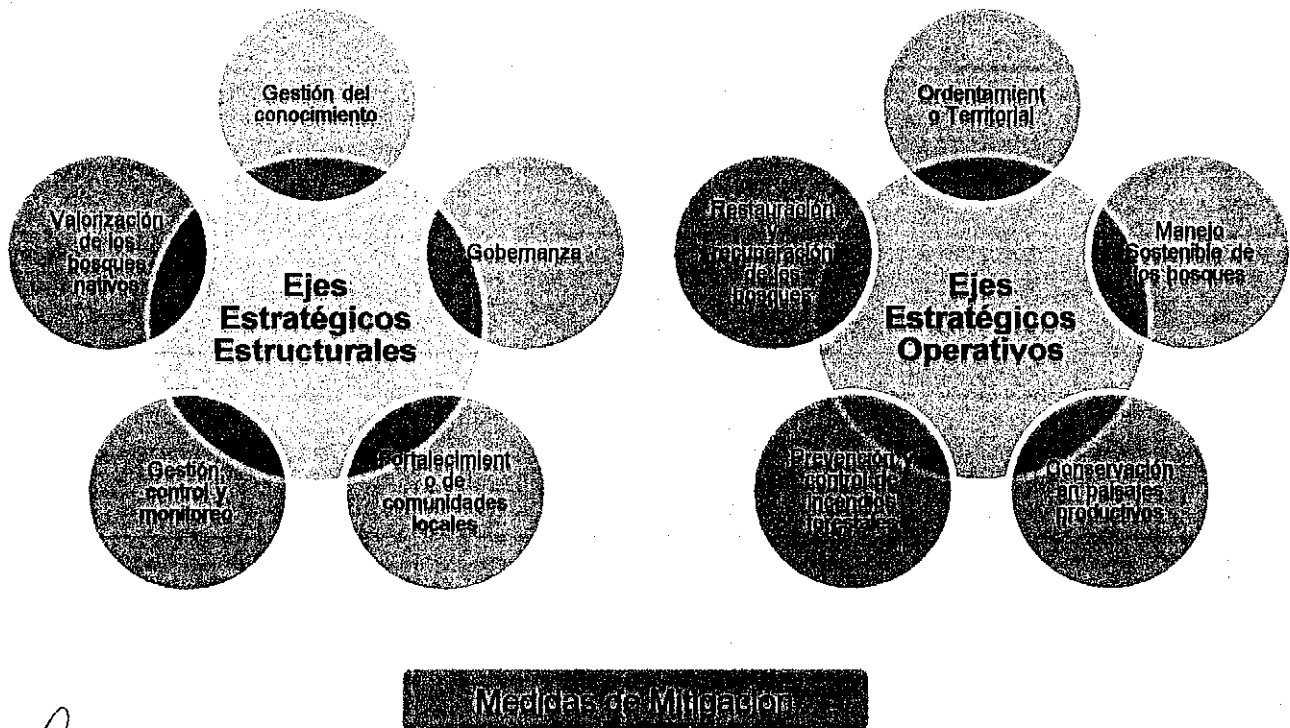 Gestión del
conocimiento
Valorización
de los
bosques
nativos
Gobernanza
Ejes
Estratégicos
Estructurales
Gestión,
control y
monitoreo
Fortalecimient
o de
comunidades
locales
Ordentamient
o Territorial
Restauración
y
recuperación
de los
bosques
Manejo
Sostenible de
los bosques
Ejes
Estratégicos
Operativos
Prevención y
control de
incendios
forestales
Conservación
en paisajes
productivos
Medidas de Mitigación